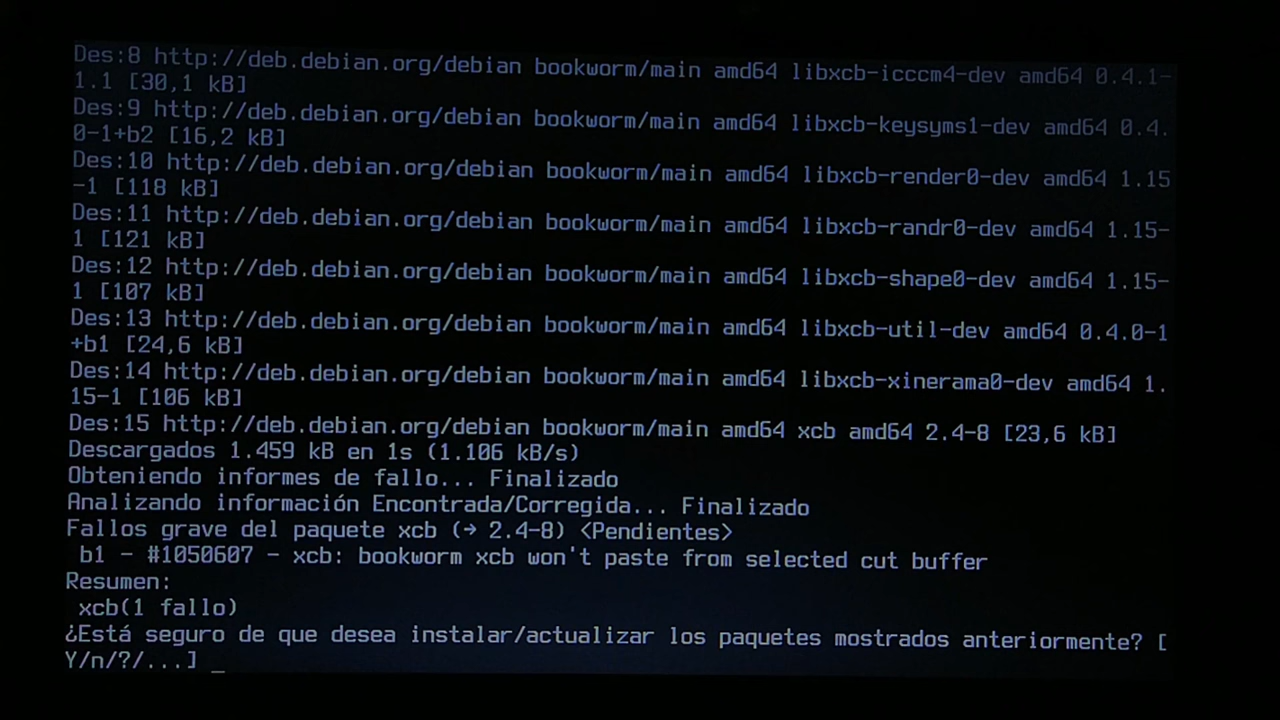 Des:8 http://deb.debian.org/debian bookworm/main amd64 libxcb-icccm4-dev amd64 0.4.1-
1.1 [30,1 kB]
Des:9 http://deb.debian.org/debian bookworm/main amd64 libxcb-keysyms1-dev amd64 0.4.
0-1+b2 [16,2 kB]
Des:10 http://deb.debian.org/debian bookworm/main amd64 libxcb-render0-dev amd64 1.15
-1 [118 kB]
Des:11 http://deb.debian.org/debian bookworm/main amd64 libxcb-randr0-dev amd64 1.15-
1 [121 kB]
Des:12 http://deb.debian.org/debian bookworm/main amd64 libxcb-shape0-dev amd64 1.15-
1 [107 kB]
Des:13 http://deb.debian.org/debian bookworm/main amd64 libxcb-util-dev amd64 0.4.0-1
+b1 [24,6 kB]
Des:14 http://deb.debian.org/debian bookworm/main amd64 libxcb-xinerama0-dev amd64 1.
15-1 [106 kB]
Des:15 http://deb.debian.org/debian bookworm/main amd64 xcb amd64 2.4-8 [23,6 kB]
Descargados 1.459 kB en 1s (1.106 kB/s)
Obteniendo informes de fallo... Finalizado
Analizando información Encontrada/Corregida... Finalizado
Fallos grave del paquete xcb (→ 2.4-8) <Pendientes>
 b1 - #1050607 - xcb: bookworm xcb won't paste from selected cut buffer
Resumen:
 xcb(1 fallo)
¿Está seguro de que desea instalar/actualizar los paquetes mostrados anteriormente? [
Y/n/?/...] _